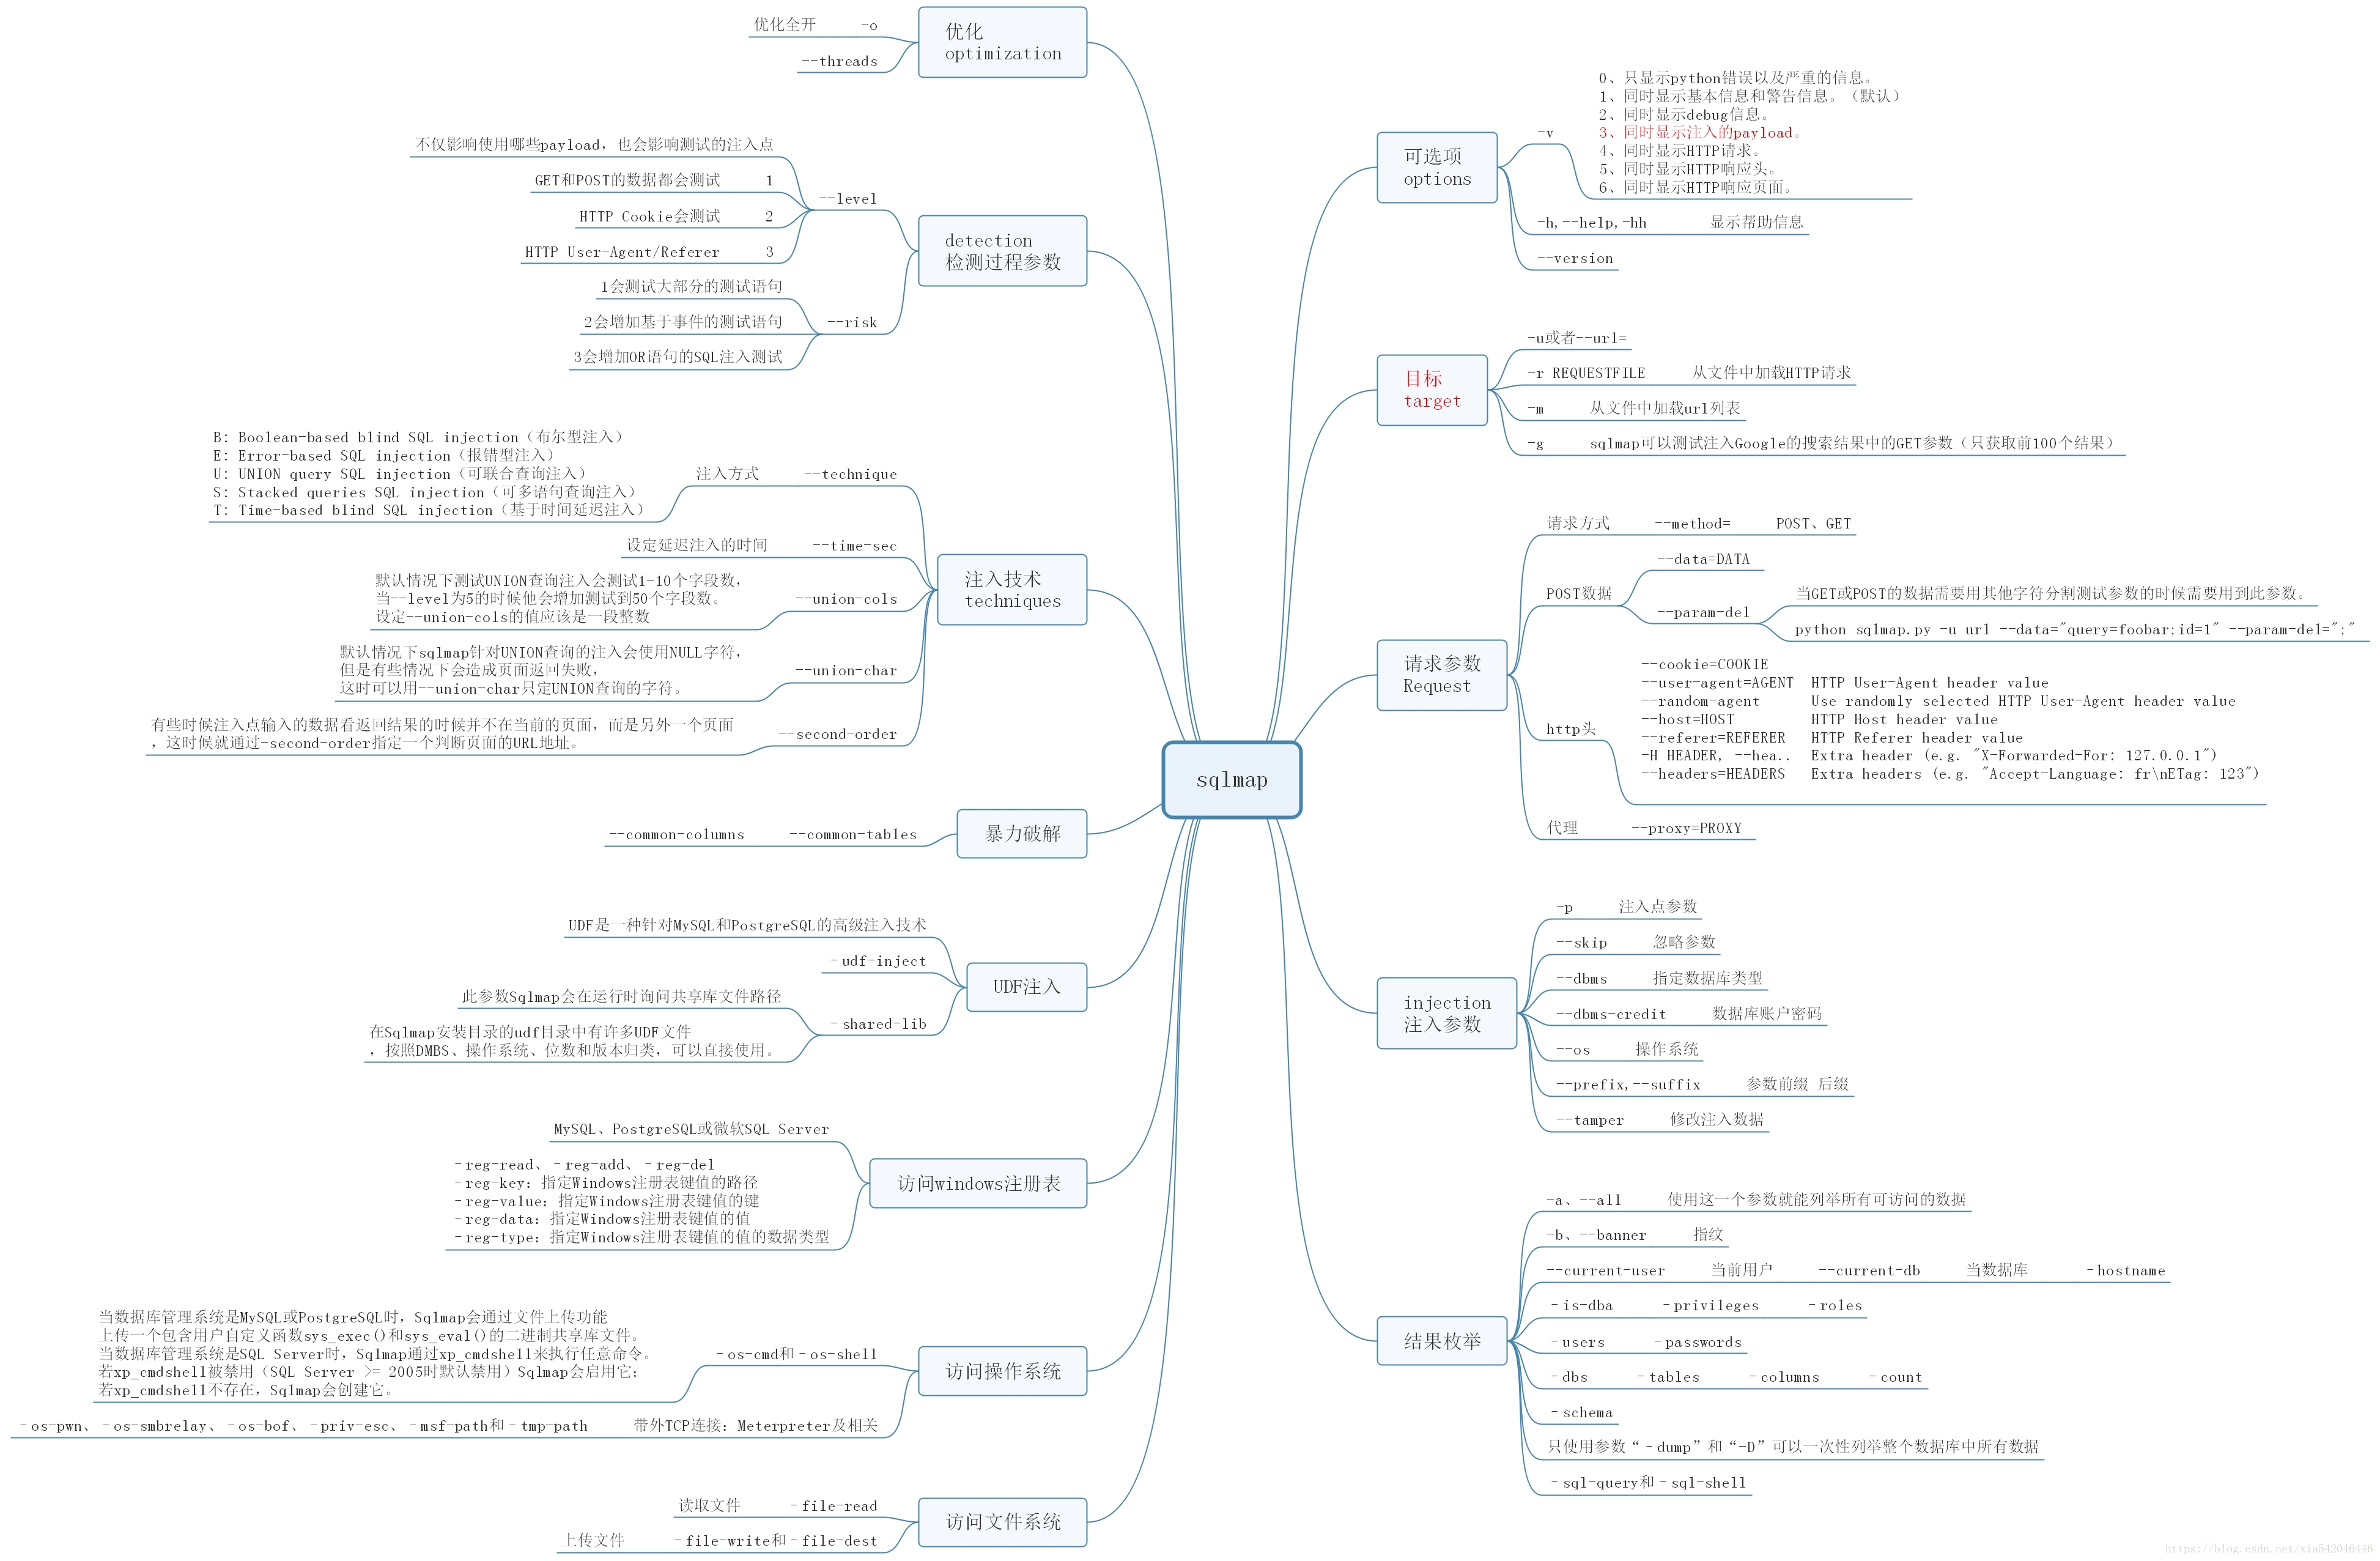 sqlmap
优化
optimization
优化全开 -o
--threads
detection
检测过程参数
--level
不仅影响使用哪些payload，也会影响测试的注入点
GET和POST的数据都会测试 1
HTTP Cookie会测试 2
HTTP User-Agent/Referer 3
--risk
1会测试大部分的测试语句
2会增加基于事件的测试语句
3会增加OR语句的SQL注入测试
注入技术
techniques
注入方式 --technique
B: Boolean-based blind SQL injection（布尔型注入）
E: Error-based SQL injection（报错型注入）
U: UNION query SQL injection（可联合查询注入）
S: Stacked queries SQL injection（可多语句查询注入）
T: Time-based blind SQL injection（基于时间延迟注入）
设定延迟注入的时间 --time-sec
--union-cols
默认情况下测试UNION查询注入会测试1-10个字段数，
当--level为5的时候他会增加测试到50个字段数。
设定--union-cols的值应该是一段整数
--union-char
默认情况下sqlmap针对UNION查询的注入会使用NULL字符，
但是有些情况下会造成页面返回失败，
这时可以用--union-char只定UNION查询的字符。
--second-order
有些时候注入点输入的数据看返回结果的时候并不在当前的页面，而是另外一个页面
，这时候就通过-second-order指定一个判断页面的URL地址。
暴力破解
--common-columns --common-tables
UDF注入
UDF是一种针对MySQL和PostgreSQL的高级注入技术
–udf-inject
–shared-lib
此参数Sqlmap会在运行时询问共享库文件路径
在Sqlmap安装目录的udf目录中有许多UDF文件
，按照DMBS、操作系统、位数和版本归类，可以直接使用。
访问windows注册表
MySQL、PostgreSQL或微软SQL Server
–reg-read、–reg-add、–reg-del
–reg-key：指定Windows注册表键值的路径
–reg-value：指定Windows注册表键值的键
–reg-data：指定Windows注册表键值的值
–reg-type：指定Windows注册表键值的值的数据类型
访问操作系统
–os-cmd和–os-shell
当数据库管理系统是MySQL或PostgreSQL时，Sqlmap会通过文件上传功能
上传一个包含用户自定义函数sys_exec()和sys_eval()的二进制共享库文件。
当数据库管理系统是SQL Server时，Sqlmap通过xp_cmdshell来执行任意命令。
若xp_cmdshell被禁用（SQL Server >= 2005时默认禁用）Sqlmap会启用它；
若xp_cmdshell不存在，Sqlmap会创建它。
–os-pwn、–os-smbrelay、–os-bof、–priv-esc、–msf-path和–tmp-path 带外TCP连接：Meterpreter及相关
访问文件系统
读取文件 –file-read
上传文件 –file-write和–file-dest
可选项
options
-v
0、只显示python错误以及严重的信息。
1、同时显示基本信息和警告信息。（默认）
2、同时显示debug信息。
3、同时显示注入的payload。
4、同时显示HTTP请求。
5、同时显示HTTP响应头。
6、同时显示HTTP响应页面。
-h,--help,-hh 显示帮助信息
--version
目标
target
-u或者--url=
-r REQUESTFILE 从文件中加载HTTP请求
-m 从文件中加载url列表
-g sqlmap可以测试注入Google的搜索结果中的GET参数（只获取前100个结果）
请求参数
Request
请求方式 --method= POST、GET
POST数据
--data=DATA
--param-del
当GET或POST的数据需要用其他字符分割测试参数的时候需要用到此参数。
python sqlmap.py -u url --data="query=foobar;id=1" --param-del=";"
http头
--cookie=COOKIE
--user-agent=AGENT HTTP User-Agent header value
--random-agent Use randomly selected HTTP User-Agent header value
--host=HOST HTTP Host header value
--referer=REFERER HTTP Referer header value
-H HEADER, --hea.. Extra header (e.g. "X-Forwarded-For: 127.0.0.1")
--headers=HEADERS Extra headers (e.g. "Accept-Language: fr\nETag: 123")
代理 --proxy=PROXY
injection
注入参数
-p 注入点参数
--skip 忽略参数
--dbms 指定数据库类型
--dbms-credit 数据库账户密码
--os 操作系统
--prefix,--suffix 参数前缀 后缀
--tamper 修改注入数据
结果枚举
-a、--all 使用这一个参数就能列举所有可访问的数据
-b、--banner 指纹
--current-user 当前用户 --current-db 当数据库 –hostname
–is-dba –privileges –roles
–users –passwords
–dbs –tables –columns –count
–schema
只使用参数“–dump”和“-D”可以一次性列举整个数据库中所有数据
–sql-query和–sql-shell
https://blog.csdn.net/xia542046446